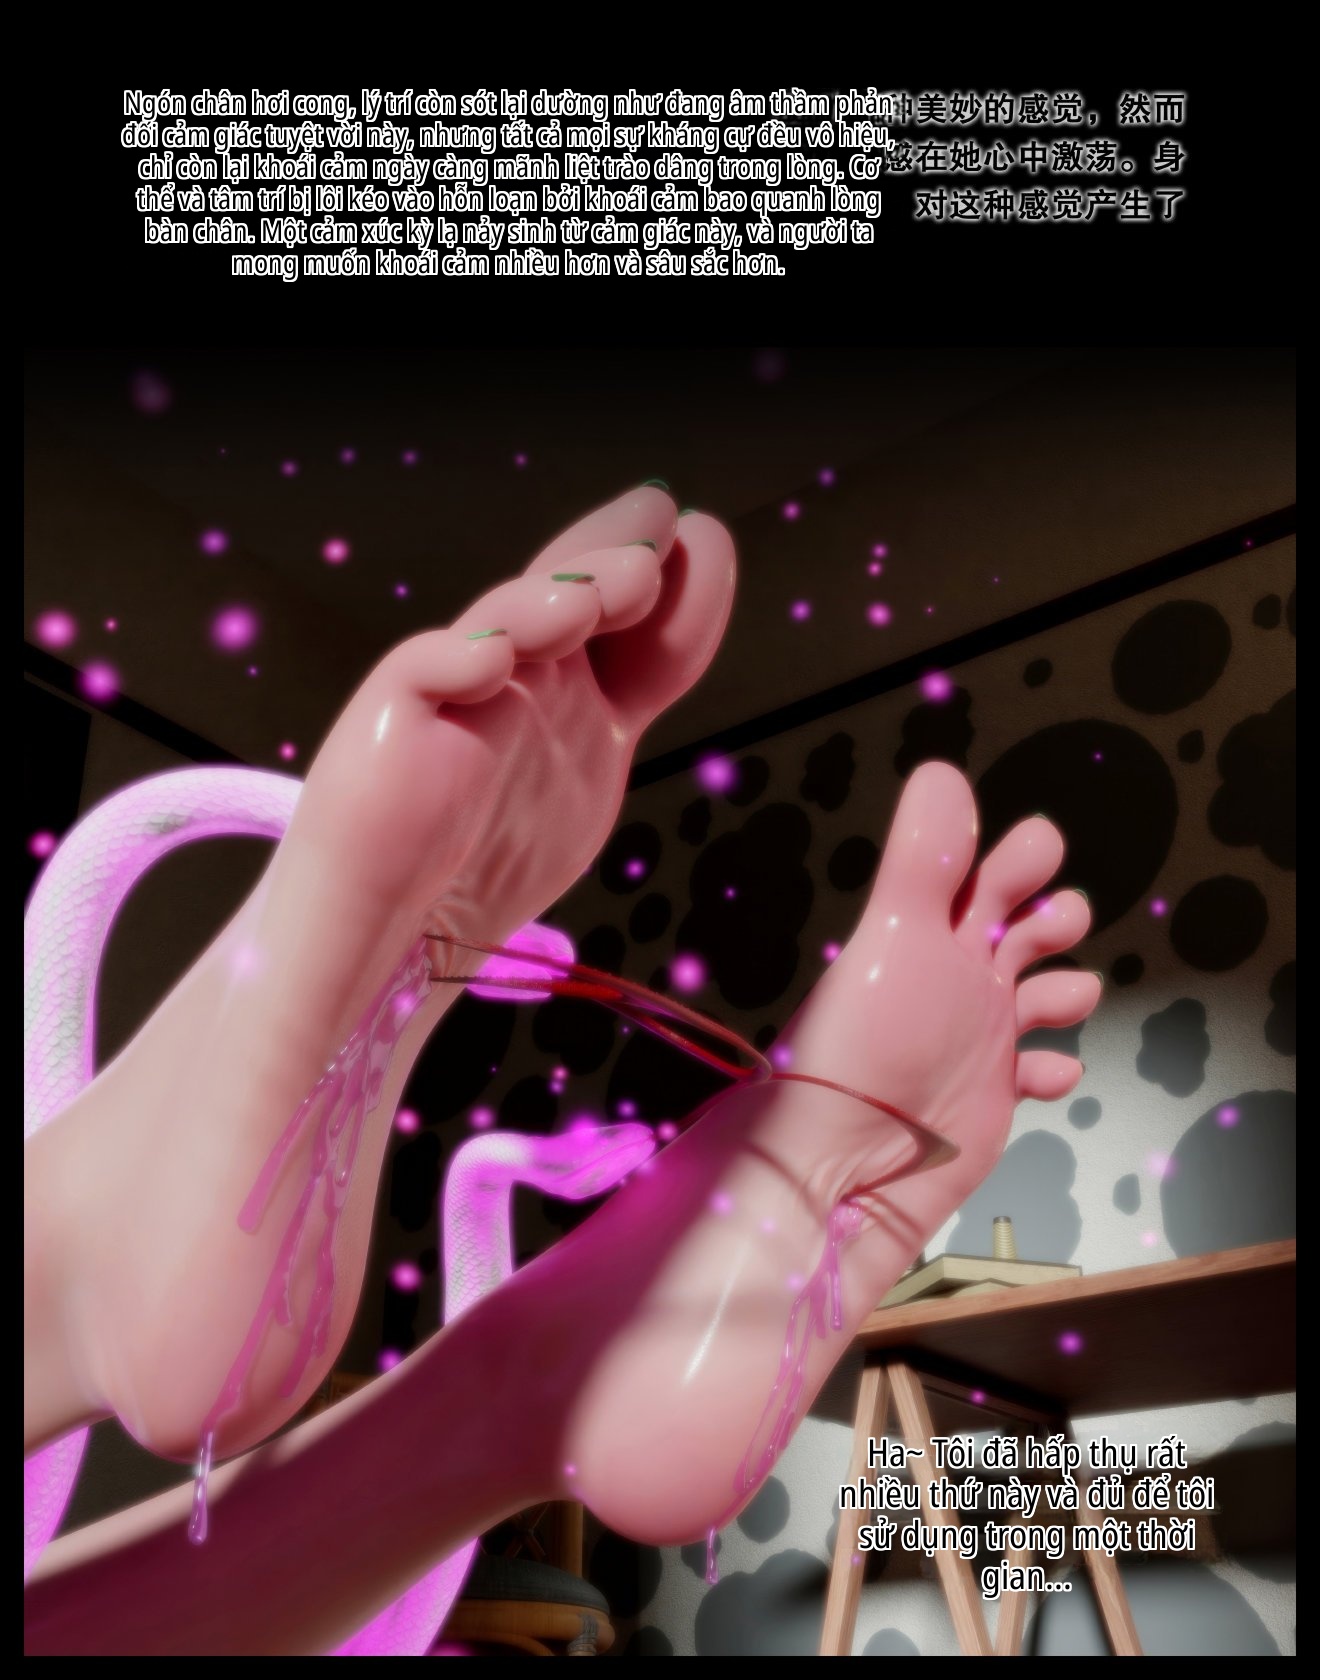 Ngón chân hơi cong, lý trí còn sót lại dường như đang âm thầm phản
đối cảm giác tuyệt vời này, nhưng tất cả mọi sự kháng cự đều vô hiệu,
chỉ còn lại khoái cảm ngày càng mãnh liệt trào dâng trong lòng. Cơ
thể và tâm trí bị lôi kéo vào hỗn loạn bởi khoái cảm bao quanh lòng
bàn chân. Một cảm xúc kỳ lạ nảy sinh từ cảm giác này, và người ta
mong muốn khoái cảm nhiều hơn và sâu sắc hơn.
种美妙的感觉，然而
感在她心中激荡。身
对这种感觉产生了
Ha~ Tôi đã hấp thụ rất
nhiều thứ này và đủ để tôi
sử dụng trong một thời
gian...